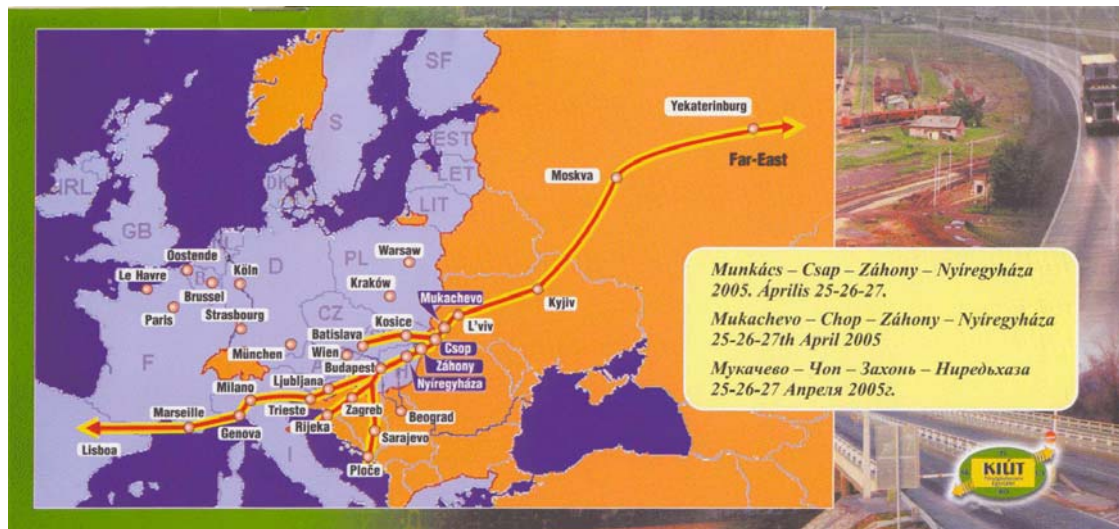 SF
S
EST
LET
LIT
DK
IRL
GB
D
PL
CZ
F
I
B
A
Yekaterinburg
Far-East
Moskva
Kyjiv
Warsaw
Kraków
Oostende
Le Havre
Köln
Brussel
Paris
Strasbourg
Mukachevo
L'viv
Kosice
Batislava
Csop
München
Wien
Záhony
Budapest
Nyíregyháza
Ljubljana
Milano
Trieste
Zagreb
Beograd
Marseille
Genova
Rijeka
Sarajevo
Lisboa
Ploče
Munkács – Csap – Záhony – Nyíregyháza
2005. Április 25-26-27.
Mukachevo – Chop – Záhony – Nyíregyháza
25-26-27th April 2005
Мукачево – Чоп – Захонь – Ниредьхаза
25-26-27 Апреля 2005г.
KIÚT